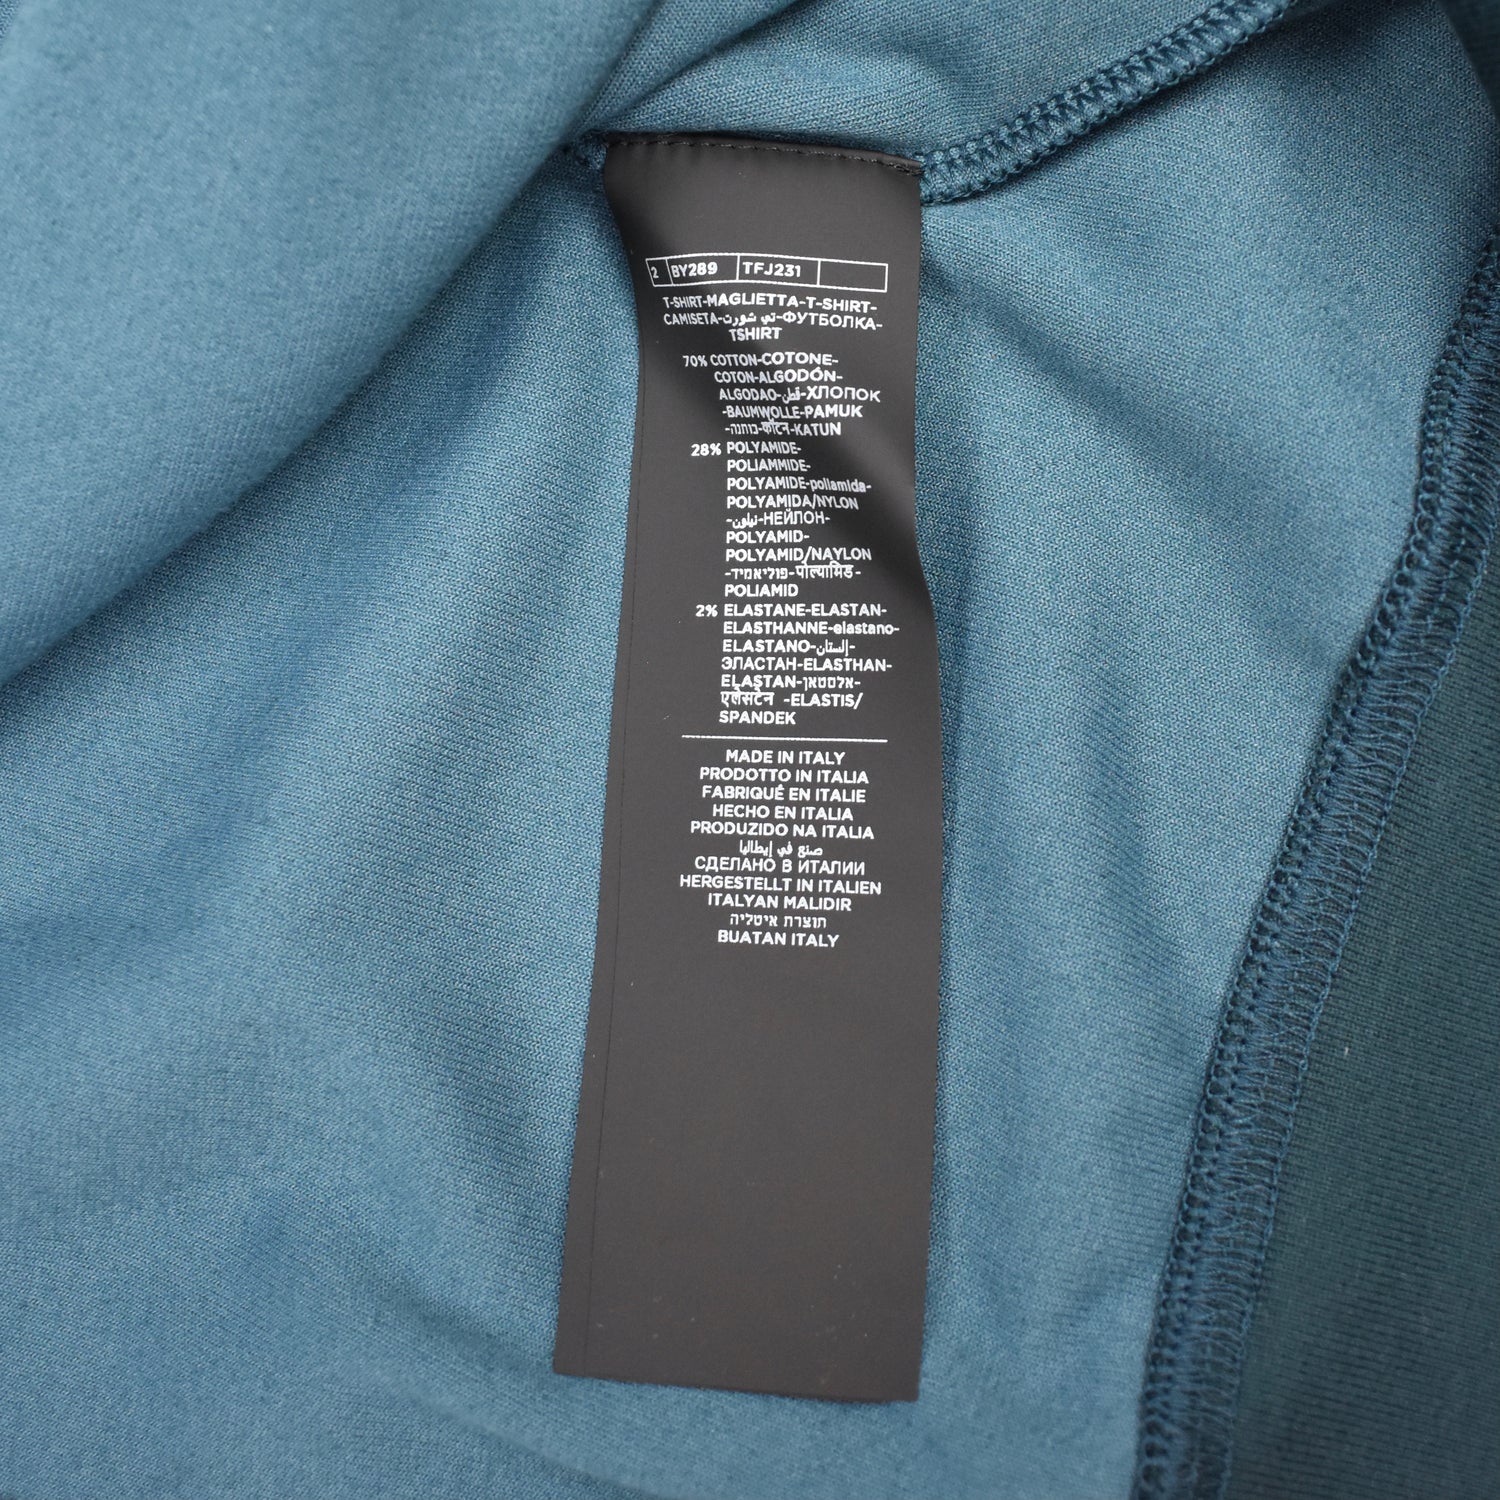 2 BY289 TFJ231
T-SHIRT-MAGLIETTA-T-SHIRT-
CAMISETA-تي شورت-ФУТБОЛКА-
TSHIRT
70% COTTON-COTONE-
COTON-ALGODÓN-
ALGODAO-قطن-ХЛОПОК
-BAUMWOLLE-PAMUK
-כותנה-कॉटन-KATUN
28% POLYAMIDE-
POLIAMMIDE-
POLYAMIDE-poliamida-
POLYAMIDA/NYLON
-نيلون-НЕЙЛОН-
POLYAMID-
POLYAMID/NAYLON
-פוליאמיד-पोल्यामिड-
POLIAMID
2% ELASTANE-ELASTAN-
ELASTHANNE-elastano-
ELASTANO-إلستان-
ЭЛАСТАН-ELASTHAN-
ELASTAN-אלסטאן-
एलेसटेन -ELASTIS/
SPANDEK
MADE IN ITALY
PRODOTTO IN ITALIA
FABRIQUÉ EN ITALIE
HECHO EN ITALIA
PRODUZIDO NA ITALIA
صنع في إيطاليا
СДЕЛАНО В ИТАЛИИ
HERGESTELLT IN ITALIEN
ITALYAN MALIDIR
תוצרת איטליה
BUATAN ITALY